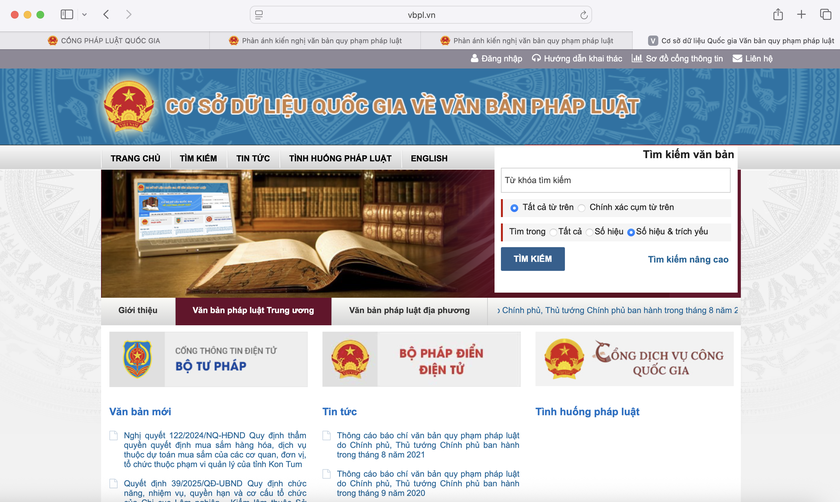 vbpl.vn
CỔNG PHÁP LUẬT QUỐC GIA
Phản ánh kiến nghị văn bản quy phạm pháp luật
Phản ánh kiến nghị văn bản quy phạm pháp luật
V
Cơ sở dữ liệu Quốc gia Văn bản quy phạm pháp luật
Đăng nhập
Hướng dẫn khai thác
Sơ đồ cổng thông tin
Liên hệ
CƠ SỞ DỮ LIỆU QUỐC GIA VỀ VĂN BẢN PHÁP LUẬT
TRANG CHỦ
TÌM KIẾM
TIN TỨC
TÌNH HUỐNG PHÁP LUẬT
ENGLISH
Tìm kiếm văn bản
Từ khóa tìm kiếm
Tất cả từ trên
Chính xác cụm từ trên
Tìm trong
Tất cả
Số hiệu
Số hiệu & trích yếu
TÌM KIẾM
Tìm kiếm nâng cao
Giới thiệu
Văn bản pháp luật Trung ương
Văn bản pháp luật địa phương
Chính phủ, Thủ tướng Chính phủ ban hành trong tháng 8 năm 2
CỔNG THÔNG TIN ĐIỆN TỬ
BỘ TƯ PHÁP
BỘ PHÁP ĐIỂN
ĐIỆN TỬ
CỔNG DỊCH VỤ CÔNG
QUỐC GIA
Văn bản mới
Nghị quyết 122/2024/NQ-HĐND Quy định thẩm
quyền quyết định mua sắm hàng hóa, dịch vụ
thuộc dự toán mua sắm của các cơ quan, đơn vị,
tổ chức thuộc phạm vi quản lý của tỉnh Kon Tum
Quyết định 39/2025/QĐ-UBND Quy định chức
năng, nhiệm vụ, quyền hạn và cơ cấu tổ chức
của Chi cục Lâm nghiệp - Kiểm lâm thuộc Sở
Tin tức
Thông cáo báo chí văn bản quy phạm pháp luật
do Chính phủ, Thủ tướng Chính phủ ban hành
trong tháng 8 năm 2021
Thông cáo báo chí văn bản quy phạm pháp luật
do Chính phủ, Thủ tướng Chính phủ ban hành
trong tháng 9 năm 2020
Tình huống pháp luật